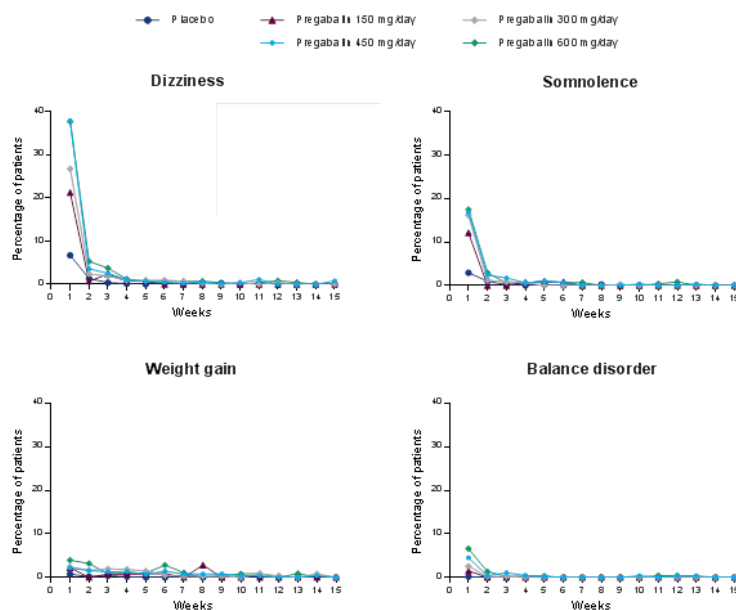 Placebo Pregabalin 150 mg/day Pregabalin 300 mg/day
Pregabalin 450 mg/day Pregabalin 600 mg/day
Dizziness
Percentage of patients
40
30
20
10
0
0 1 2 3 4 5 6 7 8 9 10 11 12 13 14 15
Weeks
Somnolence
Percentage of patients
40
30
20
10
0
0 1 2 3 4 5 6 7 8 9 10 11 12 13 14 15
Weeks
Weight gain
Percentage of patients
40
30
20
10
0
0 1 2 3 4 5 6 7 8 9 10 11 12 13 14 15
Weeks
Balance disorder
Percentage of patients
40
30
20
10
0
0 1 2 3 4 5 6 7 8 9 10 11 12 13 14 15
Weeks